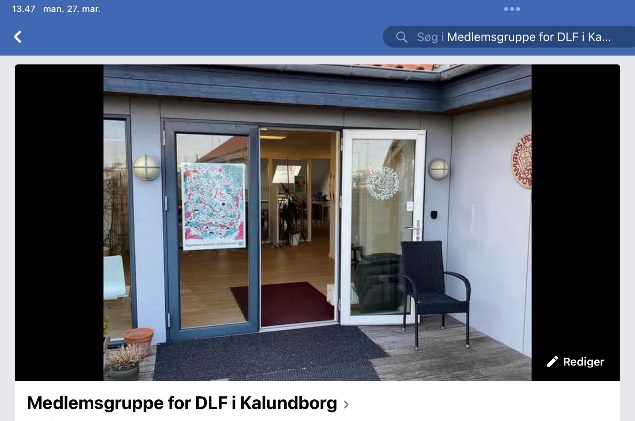 13.47 man. 27. mar.
Søg i Medlemsgruppe for DLF i Ka...
Rediger
Medlemsgruppe for DLF i Kalundborg